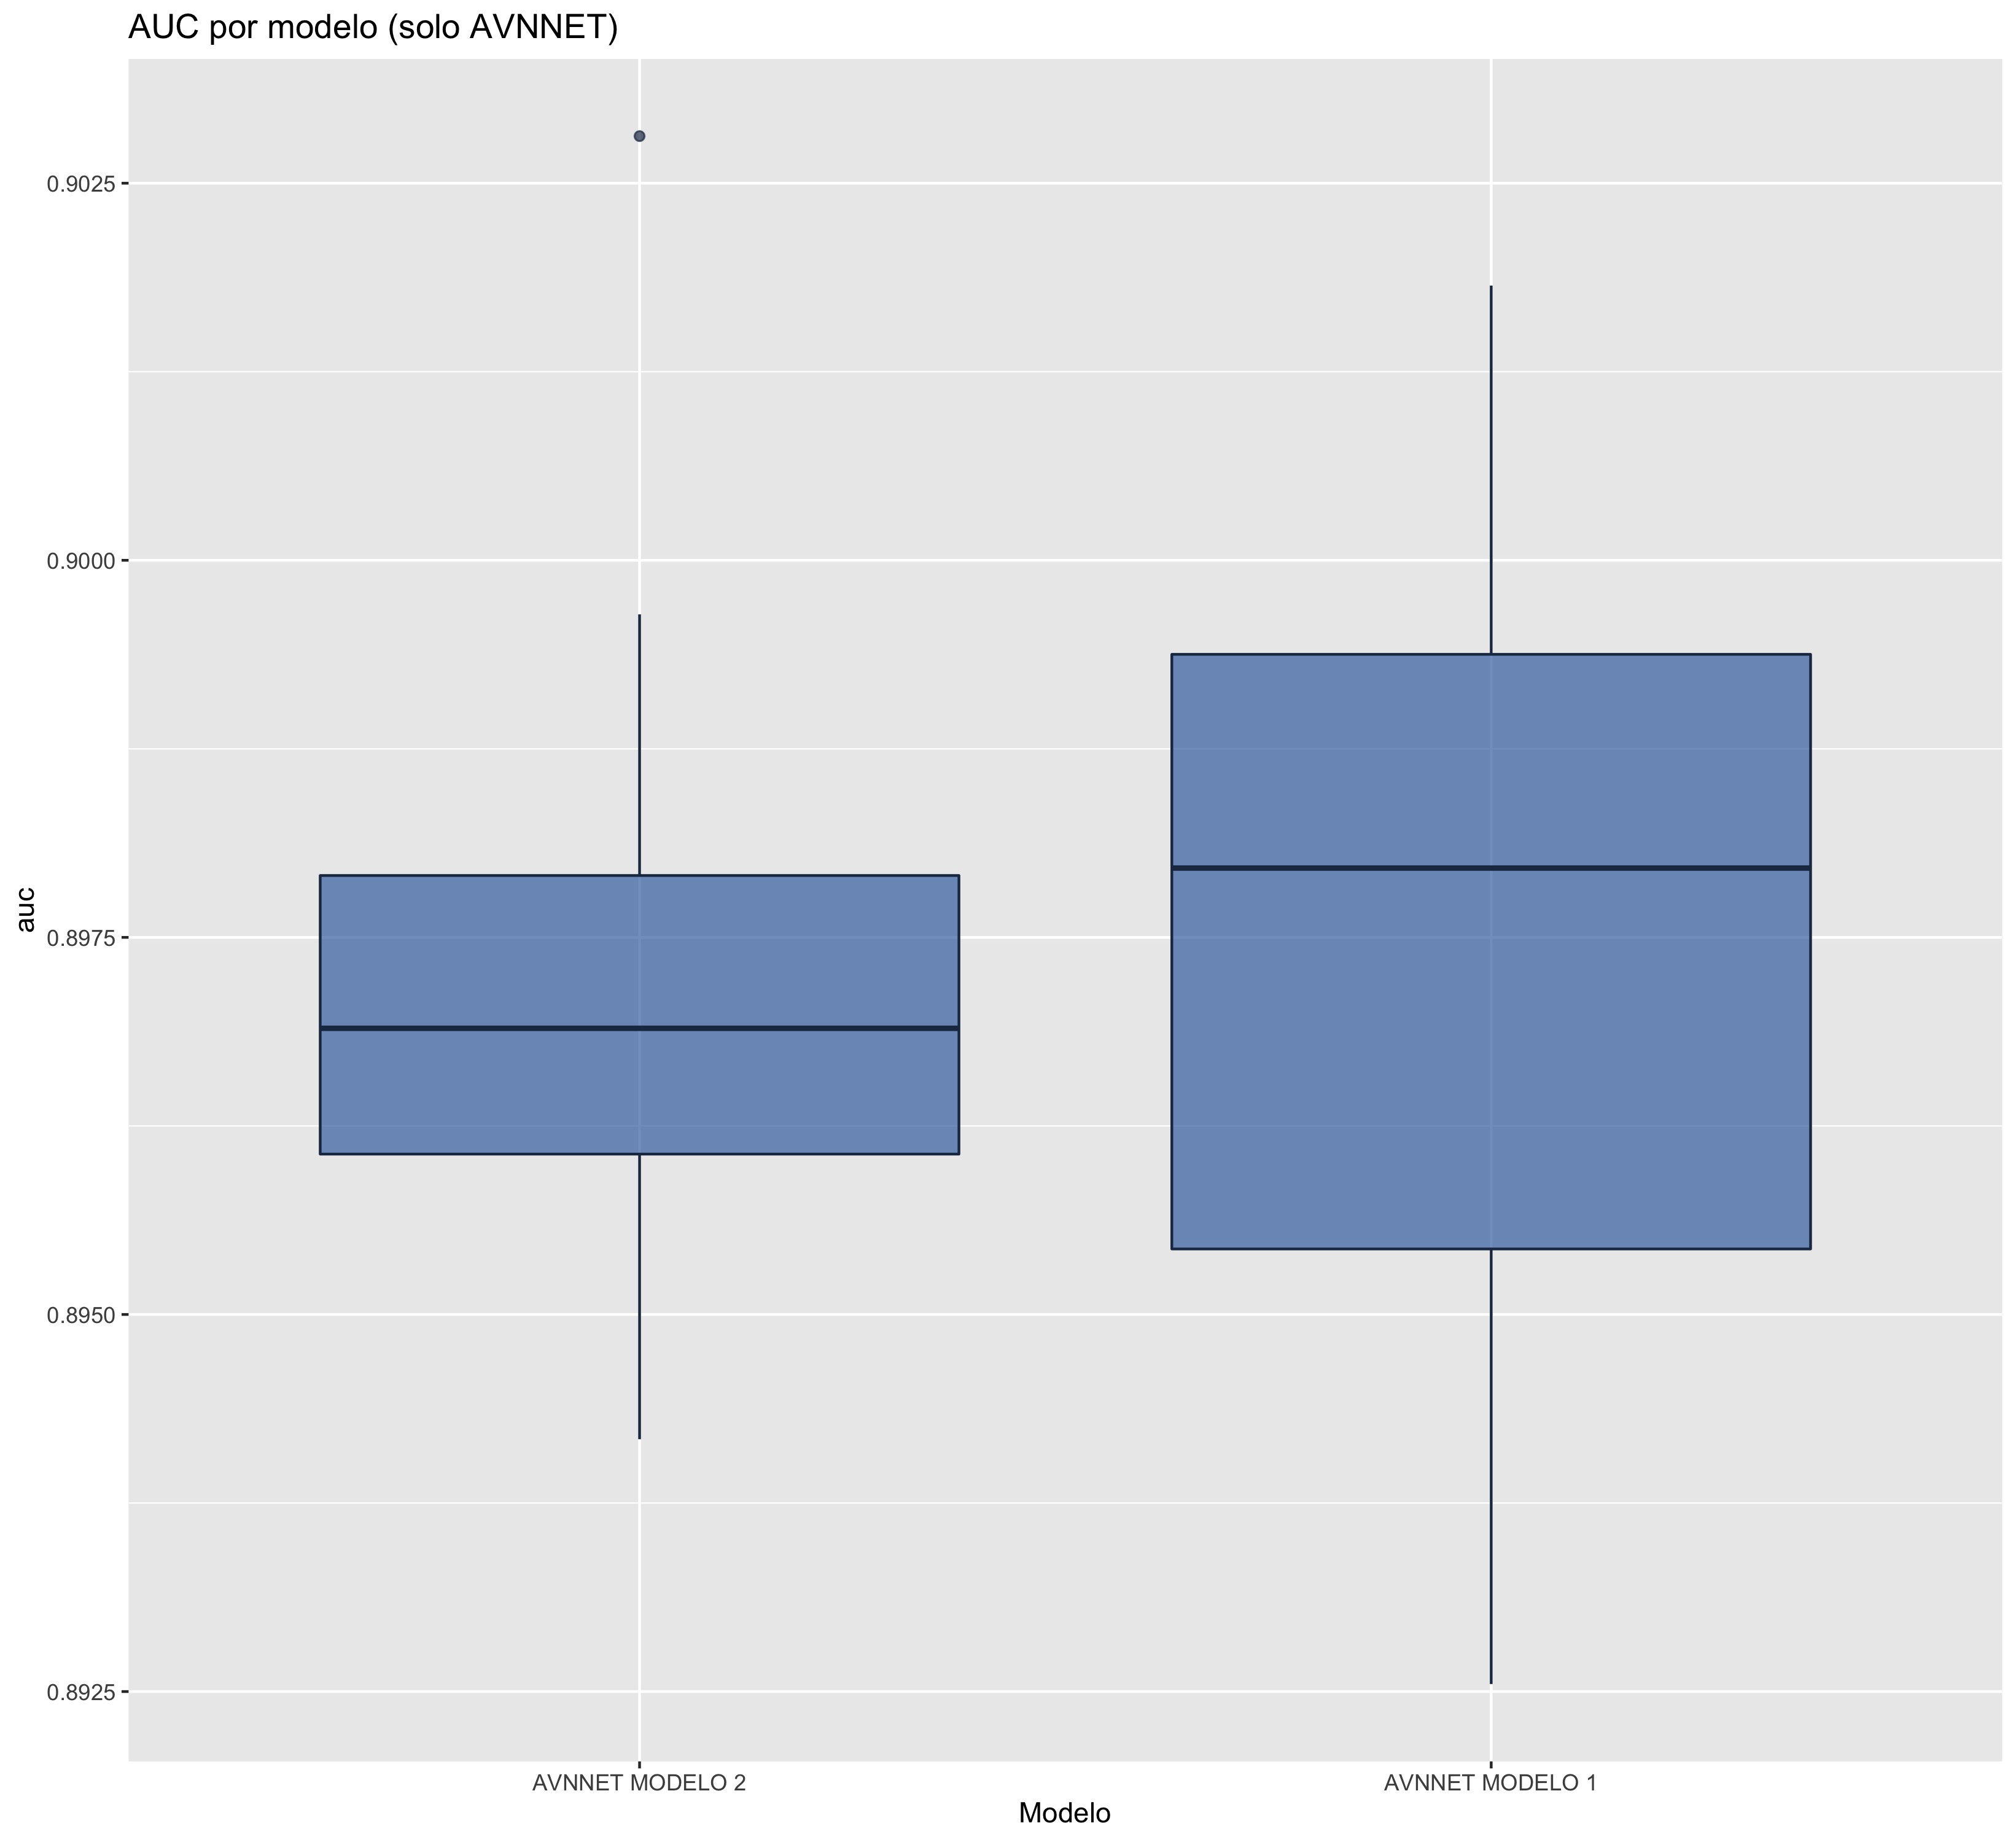 AUC por modelo (solo AVNNET)
auc
0.9025
0.9000
0.8975
0.8950
0.8925
AVNNET MODELO 2
AVNNET MODELO 1
Modelo